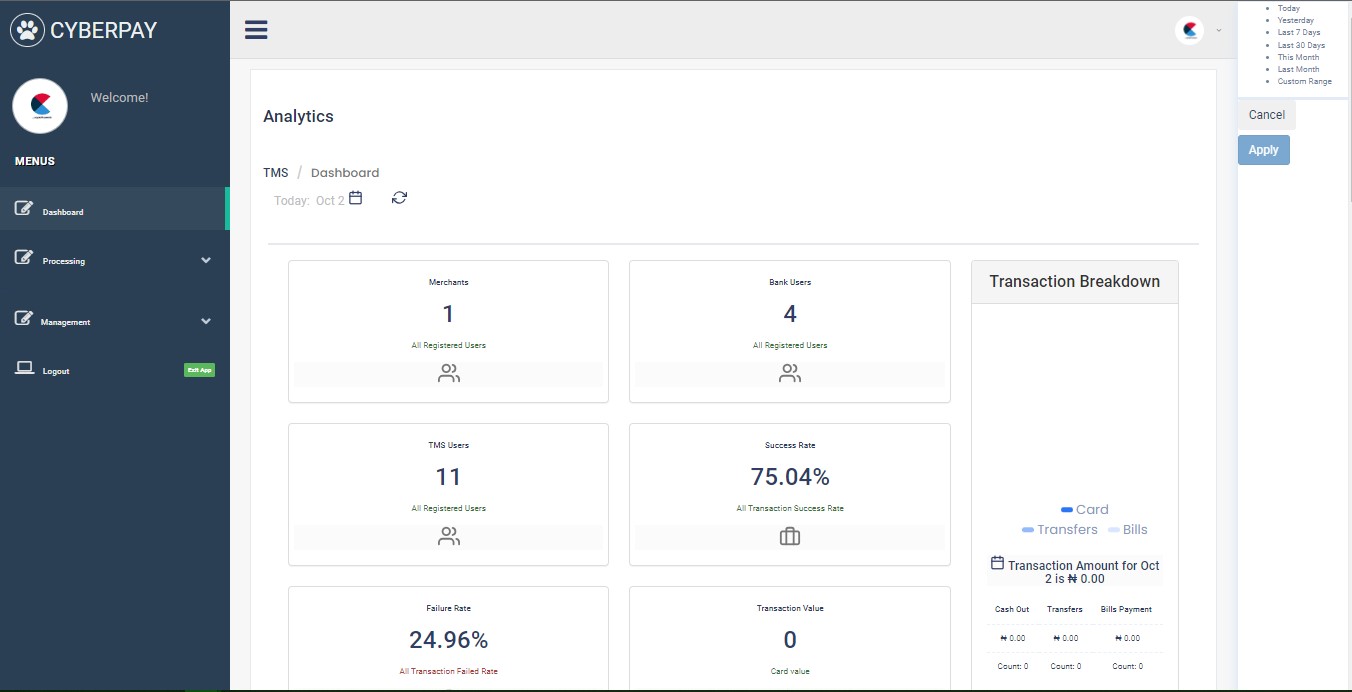 CYBERPAY
Welcome!
MENUS
Dashboard
Processing
Management
Logout
Exit App
Analytics
TMS / Dashboard
Today: Oct 2
Merchants
1
All Registered Users
Bank Users
4
All Registered Users
TMS Users
11
All Registered Users
Success Rate
75.04%
All Transaction Success Rate
Failure Rate
24.96%
All Transaction Failed Rate
Transaction Value
0
Card value
Transaction Breakdown
Card
Transfers Bills
Transaction Amount for Oct
2 is ₦ 0.00
Cash Out Transfers Bills Payment
₦ 0.00 ₦ 0.00 ₦ 0.00
Count: 0 Count: 0 Count: 0
Today
Yesterday
Last 7 Days
Last 30 Days
This Month
Last Month
Custom Range
Cancel
Apply